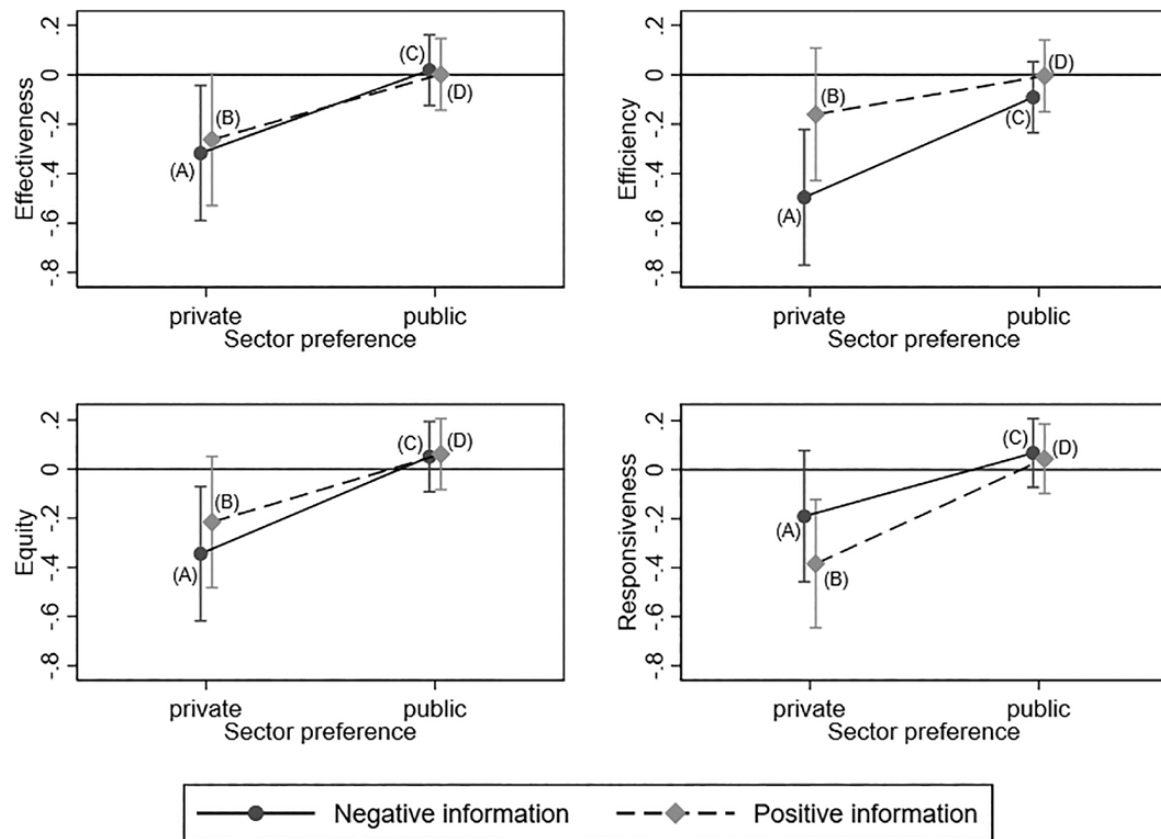 Effectiveness
.2
0
-.2
-.4
-.6
-.8
(A)
(B)
(C)
(D)
private
public
Sector preference
Efficiency
.2
0
-.2
-.4
-.6
-.8
(A)
(B)
(C)
(D)
private
public
Sector preference
Equity
.2
0
-.2
-.4
-.6
-.8
(A)
(B)
(C)
(D)
private
public
Sector preference
Responsiveness
.2
0
-.2
-.4
-.6
-.8
(A)
(B)
(C)
(D)
private
public
Sector preference
Negative information
Positive information